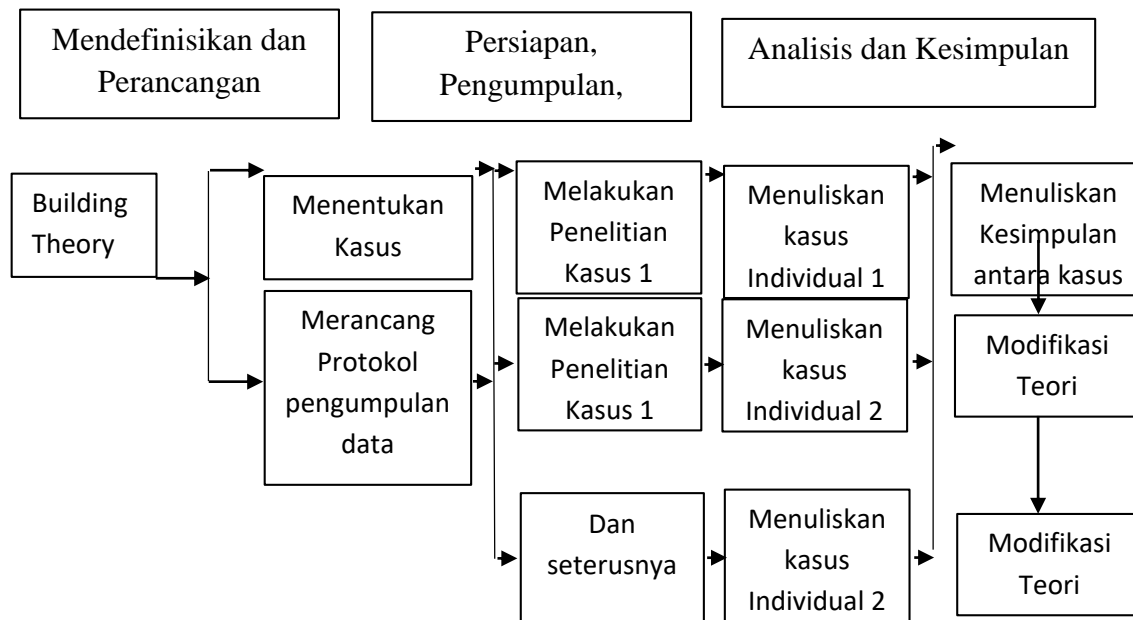 Mendefinisikan dan
Perancangan
Persiapan,
Pengumpulan,
Analisis dan Kesimpulan
Building
Theory
Menentukan
Kasus
Merancang
Protokol
pengumpulan
data
Melakukan
Penelitian
Kasus 1
Menuliskan
kasus
Individual 1
Menuliskan
Kesimpulan
antara kasus
Melakukan
Penelitian
Kasus 1
Menuliskan
kasus
Individual 2
Modifikasi
Teori
Dan
seterusnya
Menuliskan
kasus
Individual 2
Modifikasi
Teori